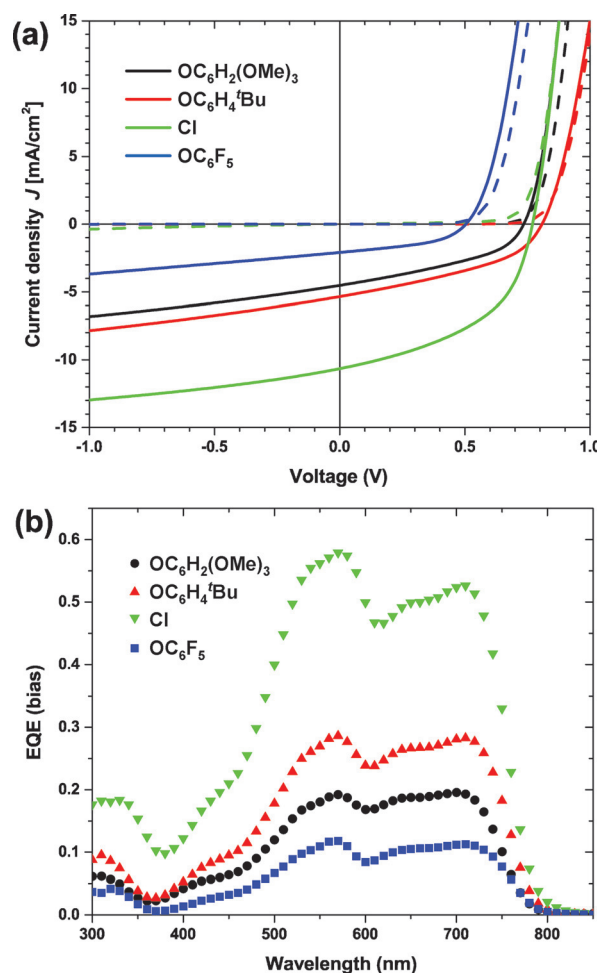 (a)
15
10
5
0
-5
-10
-15
Current density J [mA/cm²]
OC₆H₂(OMe)₃
OC₆H₄ᵗBu
Cl
OC₆F₅
-1.0 -0.5 0.0 0.5 1.0
Voltage (V)
(b)
0.6
0.5
0.4
0.3
0.2
0.1
0.0
EQE (bias)
OC₆H₂(OMe)₃
OC₆H₄ᵗBu
Cl
OC₆F₅
300 400 500 600 700 800
Wavelength (nm)